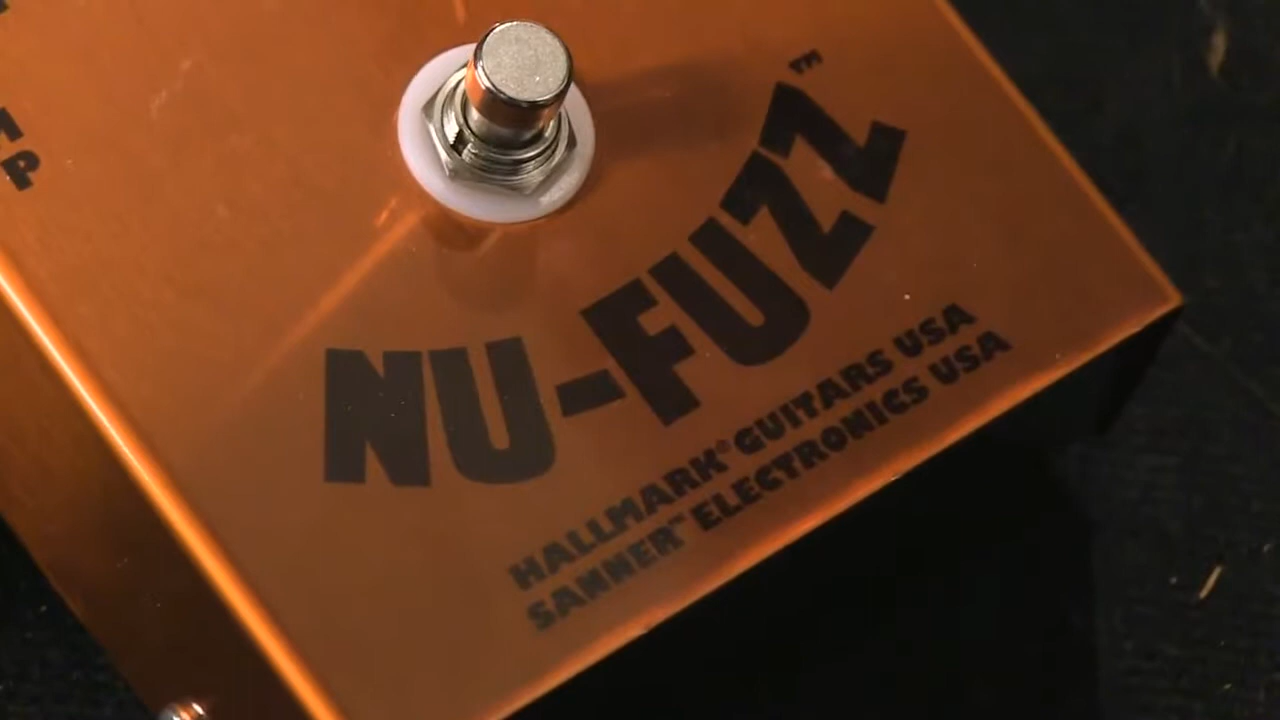 NU-FUZZ™
HALLMARK® GUITARS USA
SANNER™ ELECTRONICS USA